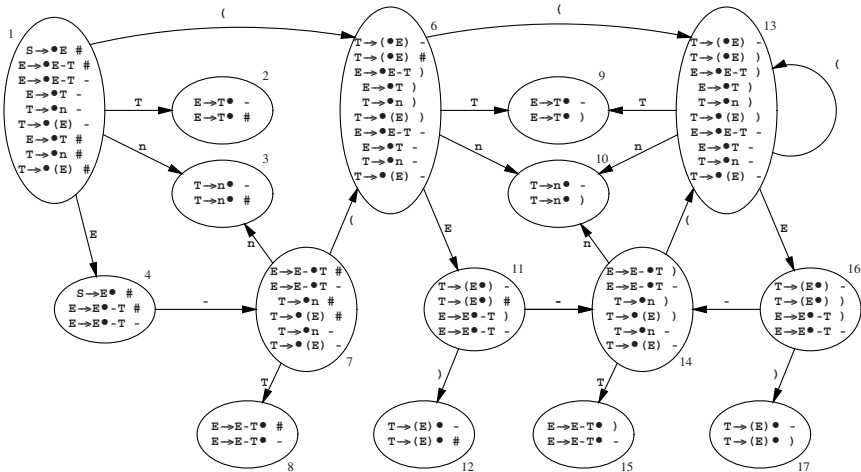 1
S→●E #
E→●E-T #
E→●E-T -
E→●T -
T→●n -
T→●(E) -
E→●T #
T→●n #
T→●(E) #
(
T
n
E
2
E→T● -
E→T● #
3
T→n● -
T→n● #
4
S→E● #
E→E●-T #
E→E●-T -
-
6
T→(●E) -
T→(●E) #
E→●E-T )
E→●T )
T→●n )
T→●(E) )
E→●E-T -
E→●T -
T→●n -
T→●(E) -
(
T
n
E
7
E→E-●T #
E→E-●T -
T→●n #
T→●(E) #
T→●n -
T→●(E) -
n
(
T
8
E→E-T● #
E→E-T● -
9
E→T● -
E→T● )
10
T→n● -
T→n● )
11
T→(E●) -
T→(E●) #
E→E●-T )
E→E●-T -
-
)
12
T→(E)● -
T→(E)● #
13
T→(●E) -
T→(●E) )
E→●E-T )
E→●T )
T→●n )
T→●(E) )
E→●E-T -
E→●T -
T→●n -
T→●(E) -
(
T
n
E
14
E→E-●T )
E→E-●T -
T→●n )
T→●(E) )
T→●n -
T→●(E) -
n
(
T
15
E→E-T● )
E→E-T● -
16
T→(E●) -
T→(E●) )
E→E●-T )
E→E●-T -
-
)
17
T→(E)● -
T→(E)● )